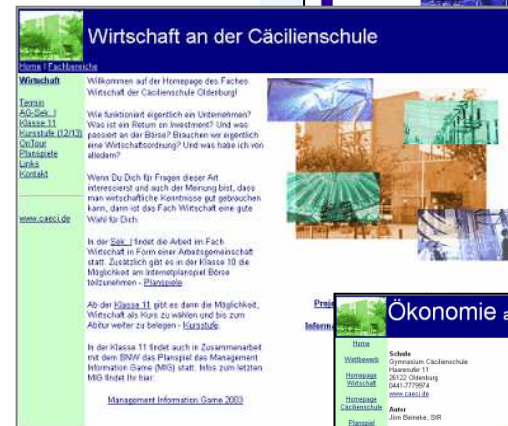 Wirtschaft an der Cäcilienschule
Home | Fachbereiche
Wirtschaft
Termin
AG-Sek. I
Klasse 11
Kursstufe (12/13)
OnTour
Planspiele
Links
Kontakt
www.caeci.de
Willkommen auf der Homepage des Faches
Wirtschaft der Cäcilienschule Oldenburg!
Wie funktioniert eigentlich ein Unternehmen?
Was ist ein Return on Investment? Und was
passiert an der Börse? Brauchen wir eigentlich
eine Wirtschaftsordnung? Und was habe ich von
alledem?
Wenn Du Dich für Fragen dieser Art
interessierst und auch der Meinung bist, dass
man wirtschaftliche Kenntnisse gut gebrauchen
kann, dann ist das Fach Wirtschaft eine gute
Wahl für Dich.
In der Sek. I findet die Arbeit im Fach
Wirtschaft in Form einer Arbeitsgemeinschaft
statt. Zusätzlich gibt es in der Klasse 10 die
Möglichkeit am Internetplanspiel Börse
teilzunehmen - Planspiele
Ab der Klasse 11 gibt es dann die Möglichkeit,
Wirtschaft als Kurs zu wählen und bis zum
Abitur weiter zu belegen - Kursstufe.
In der Klasse 11 findet auch in Zusammenarbeit
mit dem BNW das Planspiel das Management
Information Game (MIG) statt. Infos zum letzten
MIG findet Ihr hier:
Management Information Game 2003
Proje
Informa
Ökonomie a
Home
Wettbewerb
Homepage
Wirtschaft
Homepage
Cäcilienschule
Planspiel
Schule
Gymnasium Cäcilienschule
Haarenufer 11
26122 Oldenburg
0441-7779974
www.caeci.de
Autor
Jörn Beineke, StR